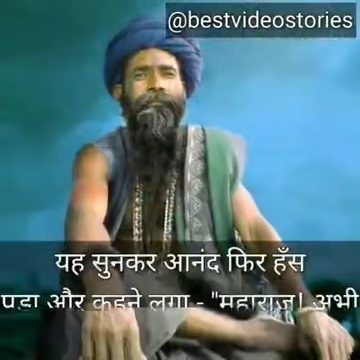 @bestvideostories
यह सुनकर आनंद फिर हँस
पड़ा और कहने लगा - "महाराज! अभी